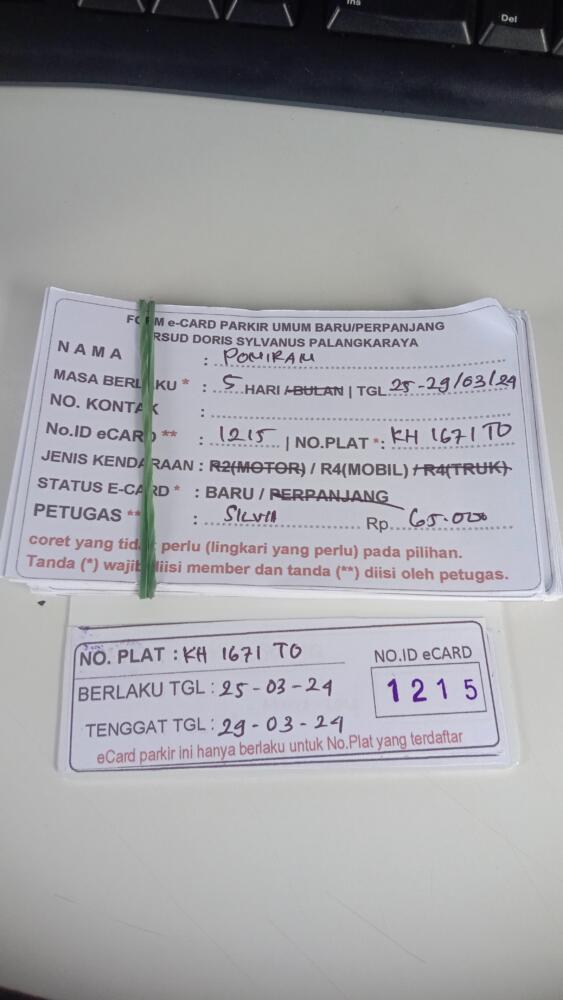 Ins
Del
FORM e-CARD PARKIR UMUM BARU/PERPANJANG
RSUD DORIS SYLVANUS PALANGKARAYA
NAMA : PONIRAN
MASA BERLAKU * : 5 HARI /BULAN | TGL 25-29/03/24
NO. KONTAK :
No.ID eCARD ** : 1215 | NO.PLAT *: KH 1671 TO
JENIS KENDARAAN : R2(MOTOR) / R4(MOBIL) / R4(TRUK)
STATUS E-CARD * : BARU / PERPANJANG
PETUGAS ** : SILVIA Rp 65.000
coret yang tidak perlu (lingkari yang perlu) pada pilihan.
Tanda (*) wajib diisi member dan tanda (**) diisi oleh petugas.
NO. PLAT : KH 1671 TO
NO.ID eCARD
BERLAKU TGL : 25-03-24
1215
TENGGAT TGL : 29-03-24
eCard parkir ini hanya berlaku untuk No.Plat yang terdaftar